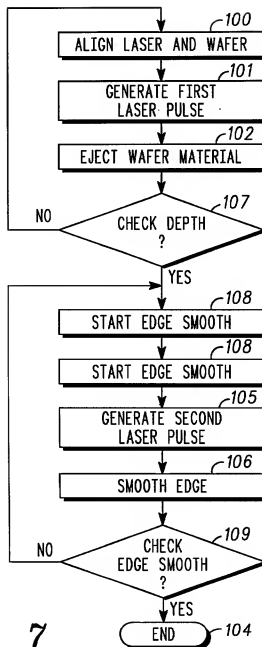 100
ALIGN LASER AND WAFER
101
GENERATE FIRST
LASER PULSE
102
EJECT WAFER MATERIAL
107
CHECK DEPTH
?
NO
YES
108
START EDGE SMOOTH
108
START EDGE SMOOTH
105
GENERATE SECOND
LASER PULSE
106
SMOOTH EDGE
109
CHECK
EDGE SMOOTH
?
NO
YES
END
104
7